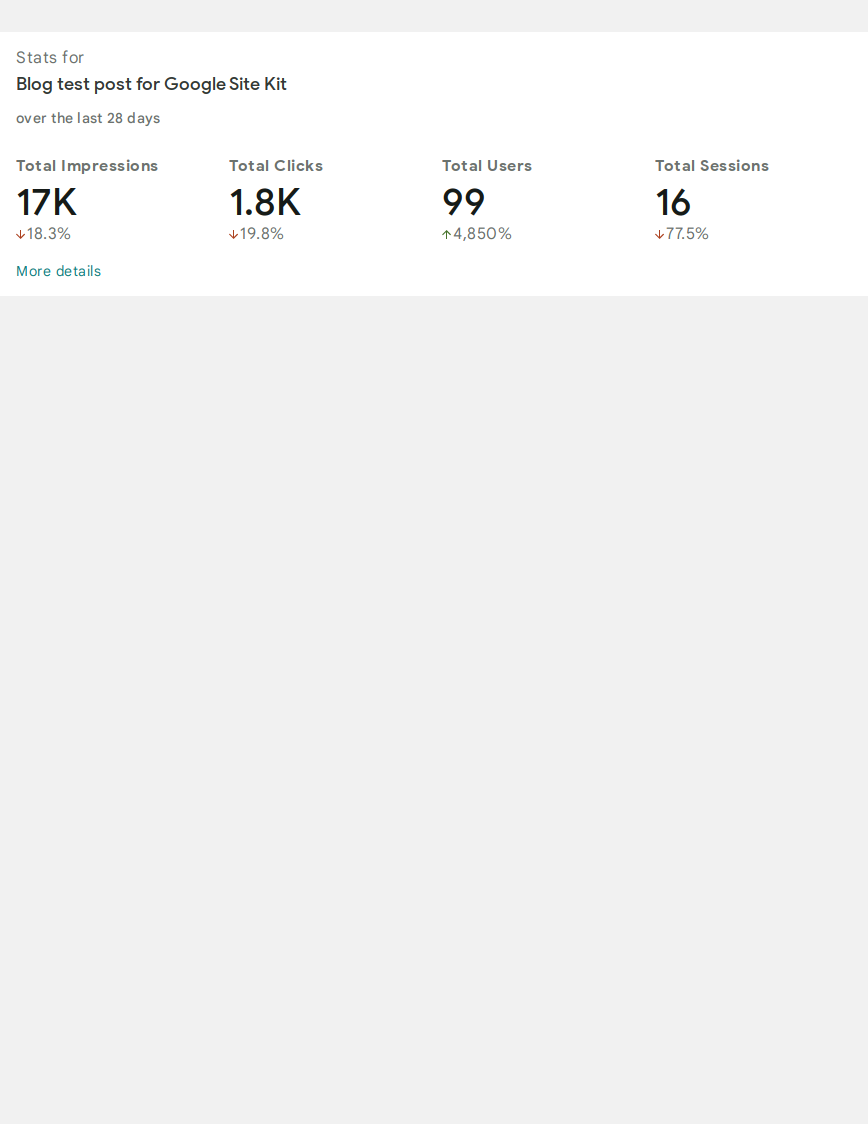 Stats for
Blog test post for Google Site Kit
over the last 28 days
Total Impressions
17K
↓18.3%
Total Clicks
1.8K
↓19.8%
Total Users
99
↑4,850%
Total Sessions
16
↓77.5%
More details